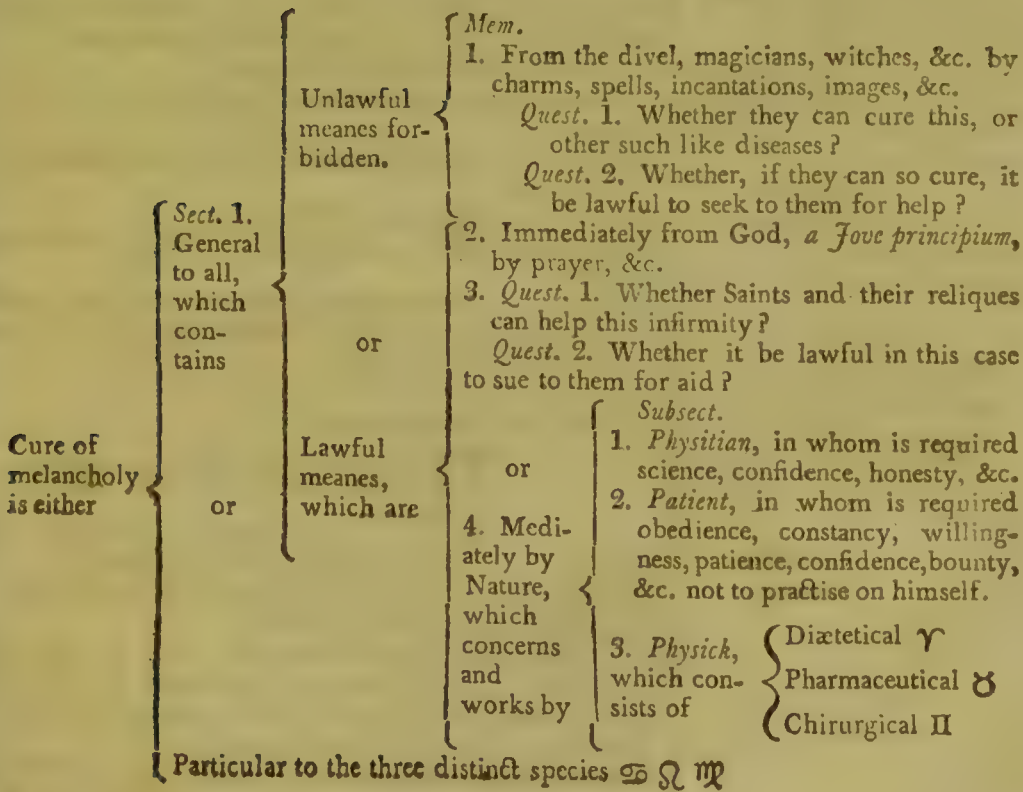 Cure of
melancholy
is either
Sect. 1.
General
to all,
which
con-
tains
or
Unlawful
meanes for-
bidden.
or
Lawful
meanes,
which are
Mem.
1. From the divel, magicians, witches, &c. by
charms, spells, incantations, images, &c.
Quest. 1. Whether they can cure this, or
other such like diseases ?
Quest. 2. Whether, if they can so cure, it
be lawful to seek to them for help ?
2. Immediately from God, a Jove principium,
by prayer, &c.
3. Quest. 1. Whether Saints and their reliques
can help this infirmity ?
Quest. 2. Whether it be lawful in this case
to sue to them for aid ?
or
4. Medi-
ately by
Nature,
which
concerns
and
works by
Subsect.
1. Physitian, in whom is required
science, confidence, honesty, &c.
2. Patient, in whom is required
obedience, constancy, willing-
ness, patience, confidence, bounty,
&c. not to practise on himself.
3. Physick,
which con-
sists of
Diætetical ♈
Pharmaceutical ♉
Chirurgical ♊
Particular to the three distinct species ♋ ♌ ♍